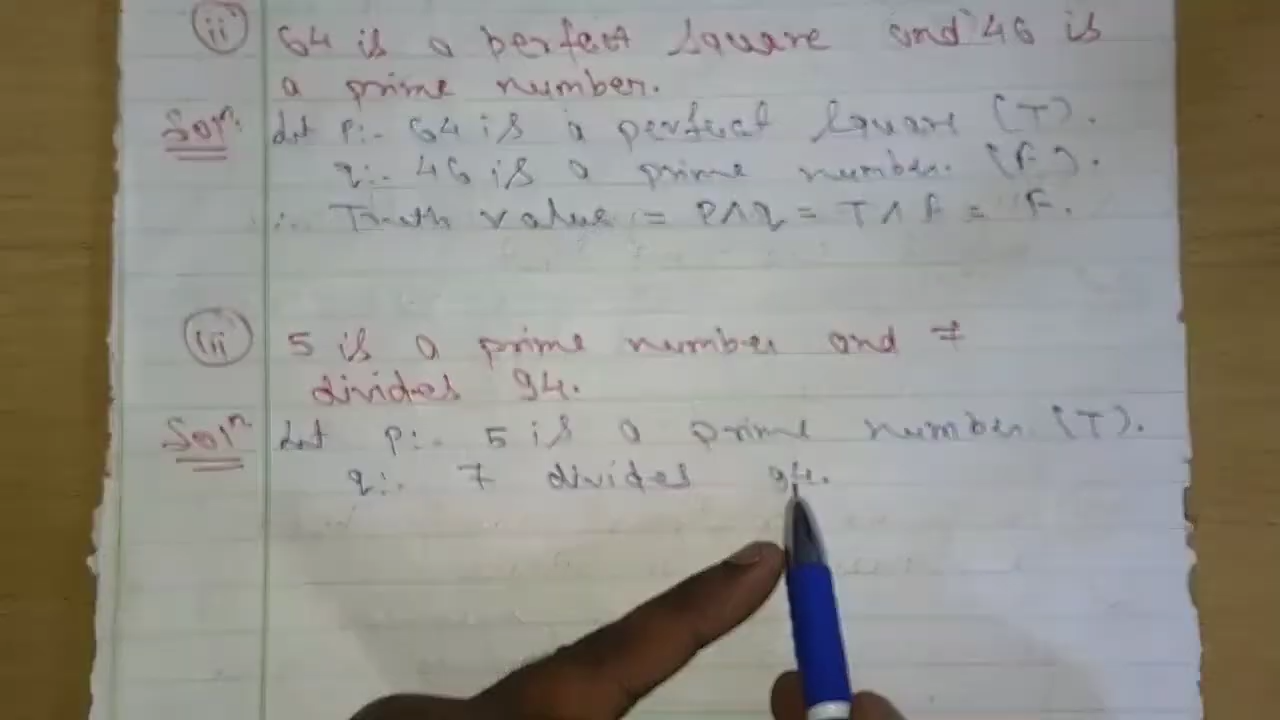 (ii) 64 is a perfect square and 46 is
a prime number.
Solⁿ: Let P:- 64 is a perfect square (T).
q:- 46 is a prime number. (F).
∴ Truth value = P∧q = T∧F = F.
(iii) 5 is a prime number and 7
divides 94.
Solⁿ Let p:- 5 is a prime number (T).
q:- 7 divides 94.